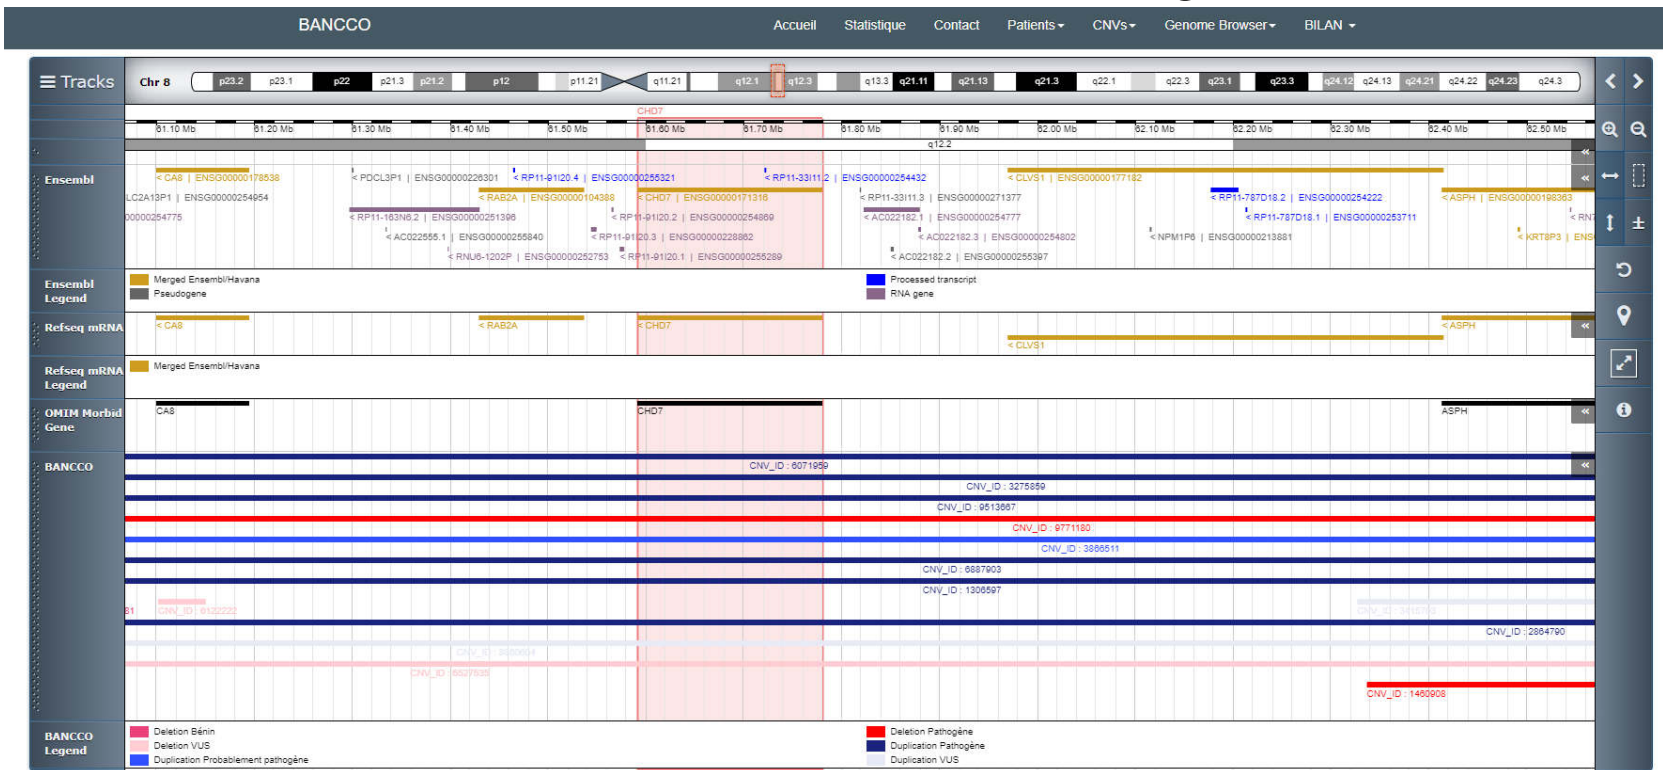 BANCCO Accueil Statistique Contact Patients CNVs Genome Browser BILAN
Tracks Chr 8 p23.2 p23.1 p22 p21.3 p21.2 p12 p11.21 q11.21 q12.1 q12.3 q13.3 q21.11 q21.13 q21.3 q22.1 q22.3 q23.1 q23.3 q24.12 q24.13 q24.21 q24.22 q24.23 q24.3
CHD7
61.10 Mb 61.20 Mb 61.30 Mb 61.40 Mb 61.50 Mb 61.60 Mb 61.70 Mb 61.80 Mb 61.90 Mb 62.00 Mb 62.10 Mb 62.20 Mb 62.30 Mb 62.40 Mb 62.50 Mb
q12.2
Ensembl
< CA8 | ENSG00000178538 < PDCL3P1 | ENSG00000226301 < RP11-91I20.4 | ENSG00000255321 < RP11-33I11.2 | ENSG00000254432 < CLVS1 | ENSG00000177182
LC2A13P1 | ENSG00000254954 < RAB2A | ENSG00000104388 < CHD7 | ENSG00000171316 < RP11-33I11.3 | ENSG00000271377 < RP11-787D18.2 | ENSG00000254222 < ASPH | ENSG00000198363
00000254775 < RP11-163N6.2 | ENSG00000251396 < RP11-91I20.2 | ENSG00000254869 < AC022182.1 | ENSG00000254777 < RP11-787D18.1 | ENSG00000253711 < RN7
< AC022555.1 | ENSG00000255840 < RP11-91I20.3 | ENSG00000228862 < AC022182.3 | ENSG00000254802 < NPM1P6 | ENSG00000213881 < KRT8P3 | ENS
< RNU6-1202P | ENSG00000252753 < RP11-91I20.1 | ENSG00000255289 < AC022182.2 | ENSG00000255397
Ensembl Legend
Merged Ensembl/Havana Processed transcript
Pseudogene RNA gene
Refseq mRNA
< CA8 < RAB2A < CHD7 < ASPH
< CLVS1
Refseq mRNA Legend
Merged Ensembl/Havana
OMIM Morbid Gene
CA8 CHD7 ASPH
BANCCO
CNV_ID : 6071959
CNV_ID : 3275859
CNV_ID : 9513667
CNV_ID : 9771180
CNV_ID : 3866511
CNV_ID : 6887903
CNV_ID : 1306597
81 CNV_ID : 6122222
CNV_ID : 2864790
CNV_ID : 6527535
CNV_ID : 1460908
BANCCO Legend
Deletion Bénin Deletion Pathogène
Deletion VUS Duplication Pathogène
Duplication Probablement pathogène Duplication VUS